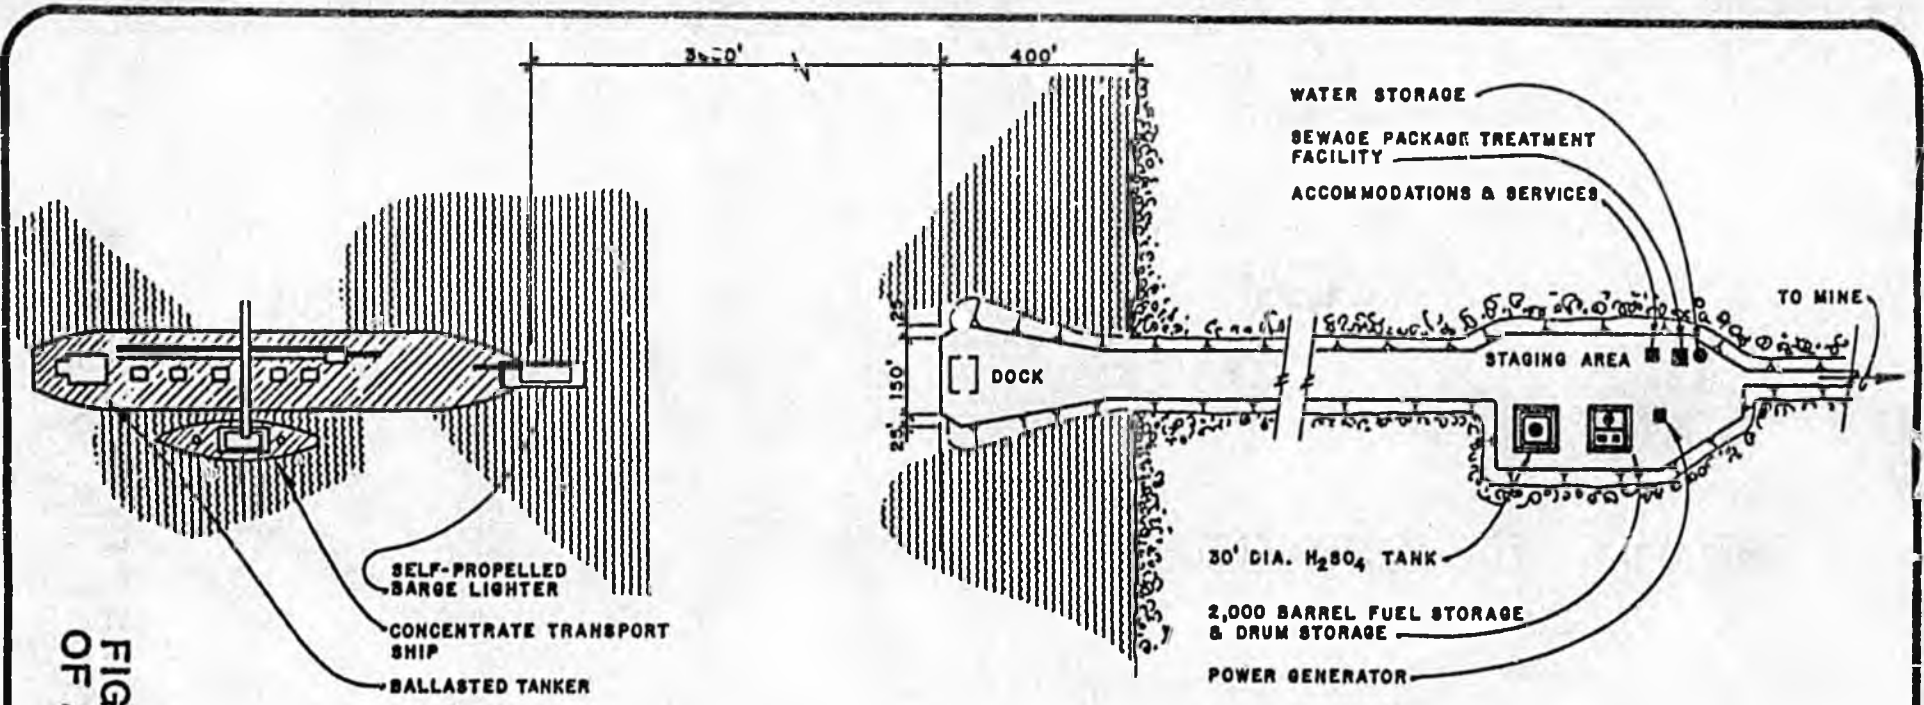 400'
WATER STORAGE
SEWAGE PACKAGE TREATMENT
FACILITY
ACCOMMODATIONS & SERVICES
TO MINE
25'
STAGING AREA
150'
DOCK
25'
30' DIA. H₂SO₄ TANK
SELF-PROPELLED
BARGE LIGHTER
2,000 BARREL FUEL STORAGE
& DRUM STORAGE
CONCENTRATE TRANSPORT
SHIP
POWER GENERATOR
BALLASTED TANKER
FIG
OF